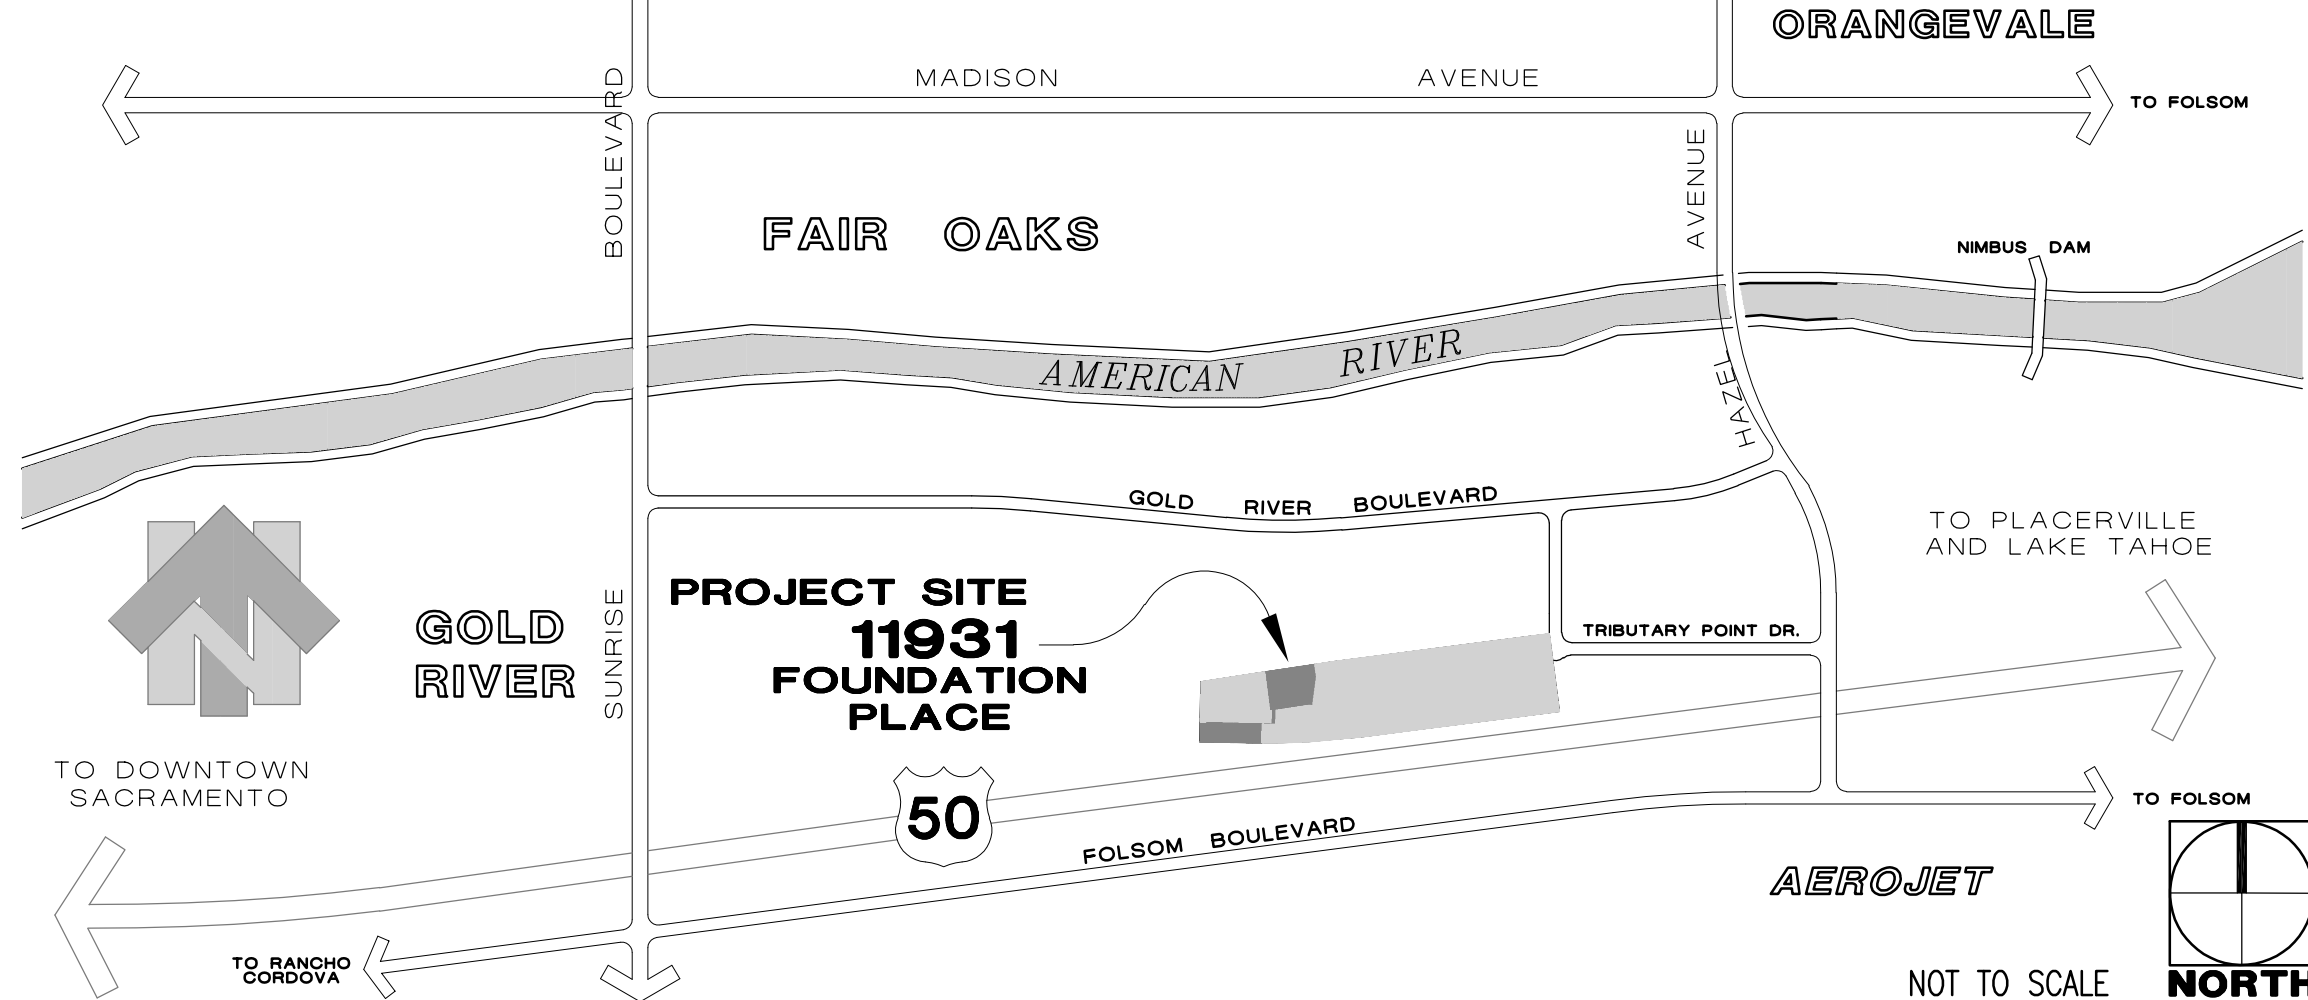 ORANGEVALE
MADISON AVENUE
TO FOLSOM
BOULEVARD
AVENUE
FAIR OAKS
NIMBUS DAM
AMERICAN RIVER
HAZEL
GOLD RIVER BOULEVARD
TO PLACERVILLE
AND LAKE TAHOE
PROJECT SITE
11931
FOUNDATION
PLACE
GOLD
RIVER
SUNRISE
TRIBUTARY POINT DR.
N
TO DOWNTOWN
SACRAMENTO
50
TO FOLSOM
FOLSOM BOULEVARD
AEROJET
TO RANCHO
CORDOVA
NOT TO SCALE
NORTH